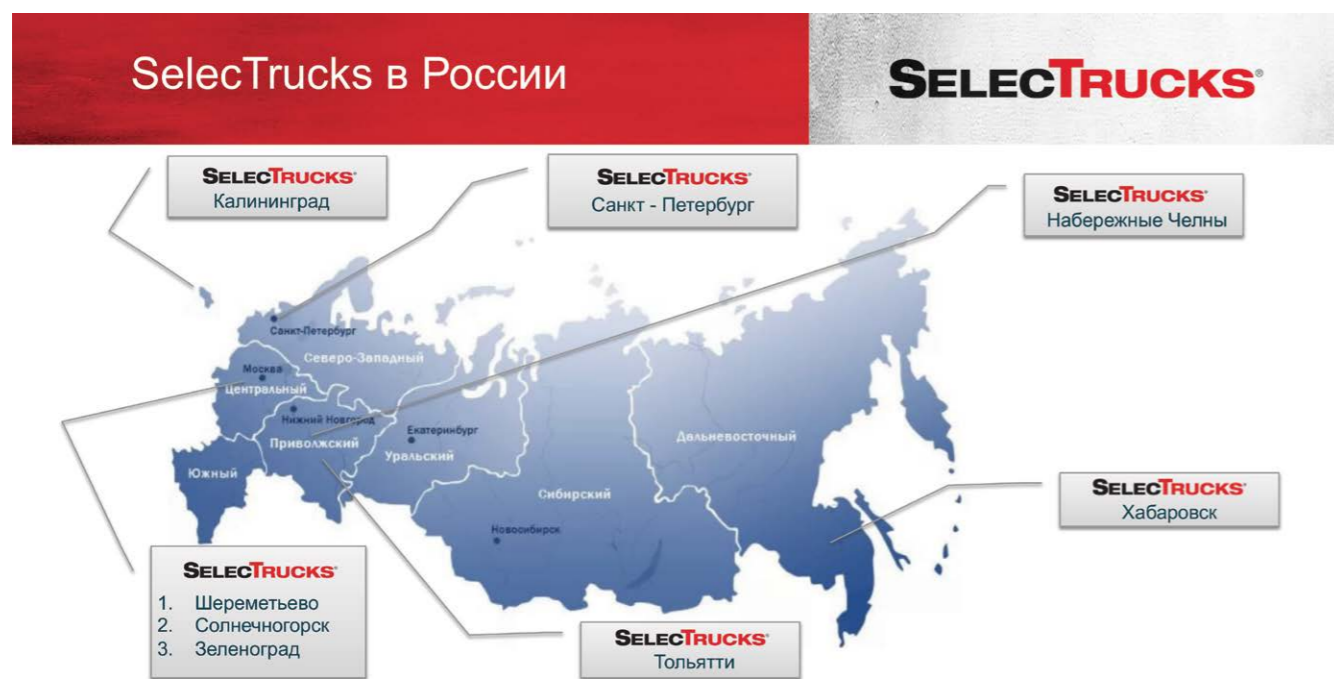 SelecTrucks в России
SELECTRUCKS®
SELECTRUCKS®
Калининград
SELECTRUCKS®
Санкт - Петербург
SELECTRUCKS®
Набережные Челны
Санкт-Петербург
Северо-Западный
Москва
Центральный
Нижний Новгород
Приволжский
Екатеринбург
Уральский
Дальневосточный
Южный
Сибирский
Новосибирск
SELECTRUCKS®
Хабаровск
SELECTRUCKS®
1. Шереметьево
2. Солнечногорск
3. Зеленоград
SELECTRUCKS®
Тольятти